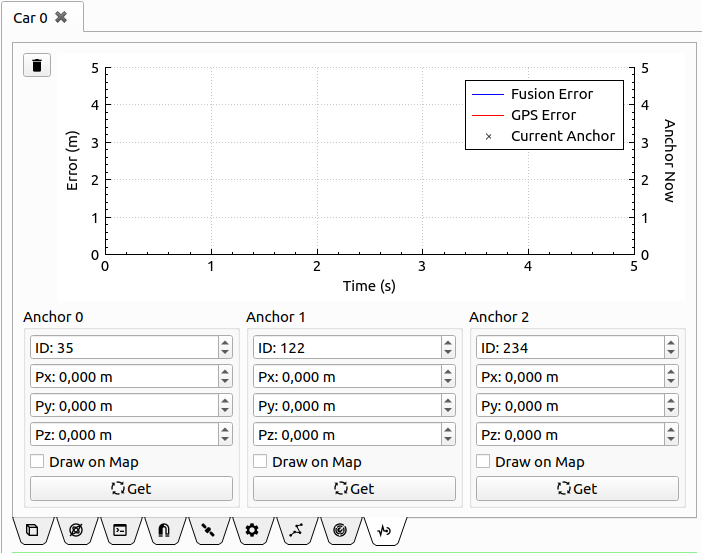 Car 0
5
4
3
2
1
0
Error (m)
Fusion Error
GPS Error
Current Anchor
5
4
3
2
1
0
Anchor Now
0 1 2 3 4 5
Time (s)
Anchor 0 Anchor 1 Anchor 2
ID: 35 ID: 122 ID: 234
Px: 0,000 m Px: 0,000 m Px: 0,000 m
Py: 0,000 m Py: 0,000 m Py: 0,000 m
Pz: 0,000 m Pz: 0,000 m Pz: 0,000 m
Draw on Map Draw on Map Draw on Map
Get Get Get